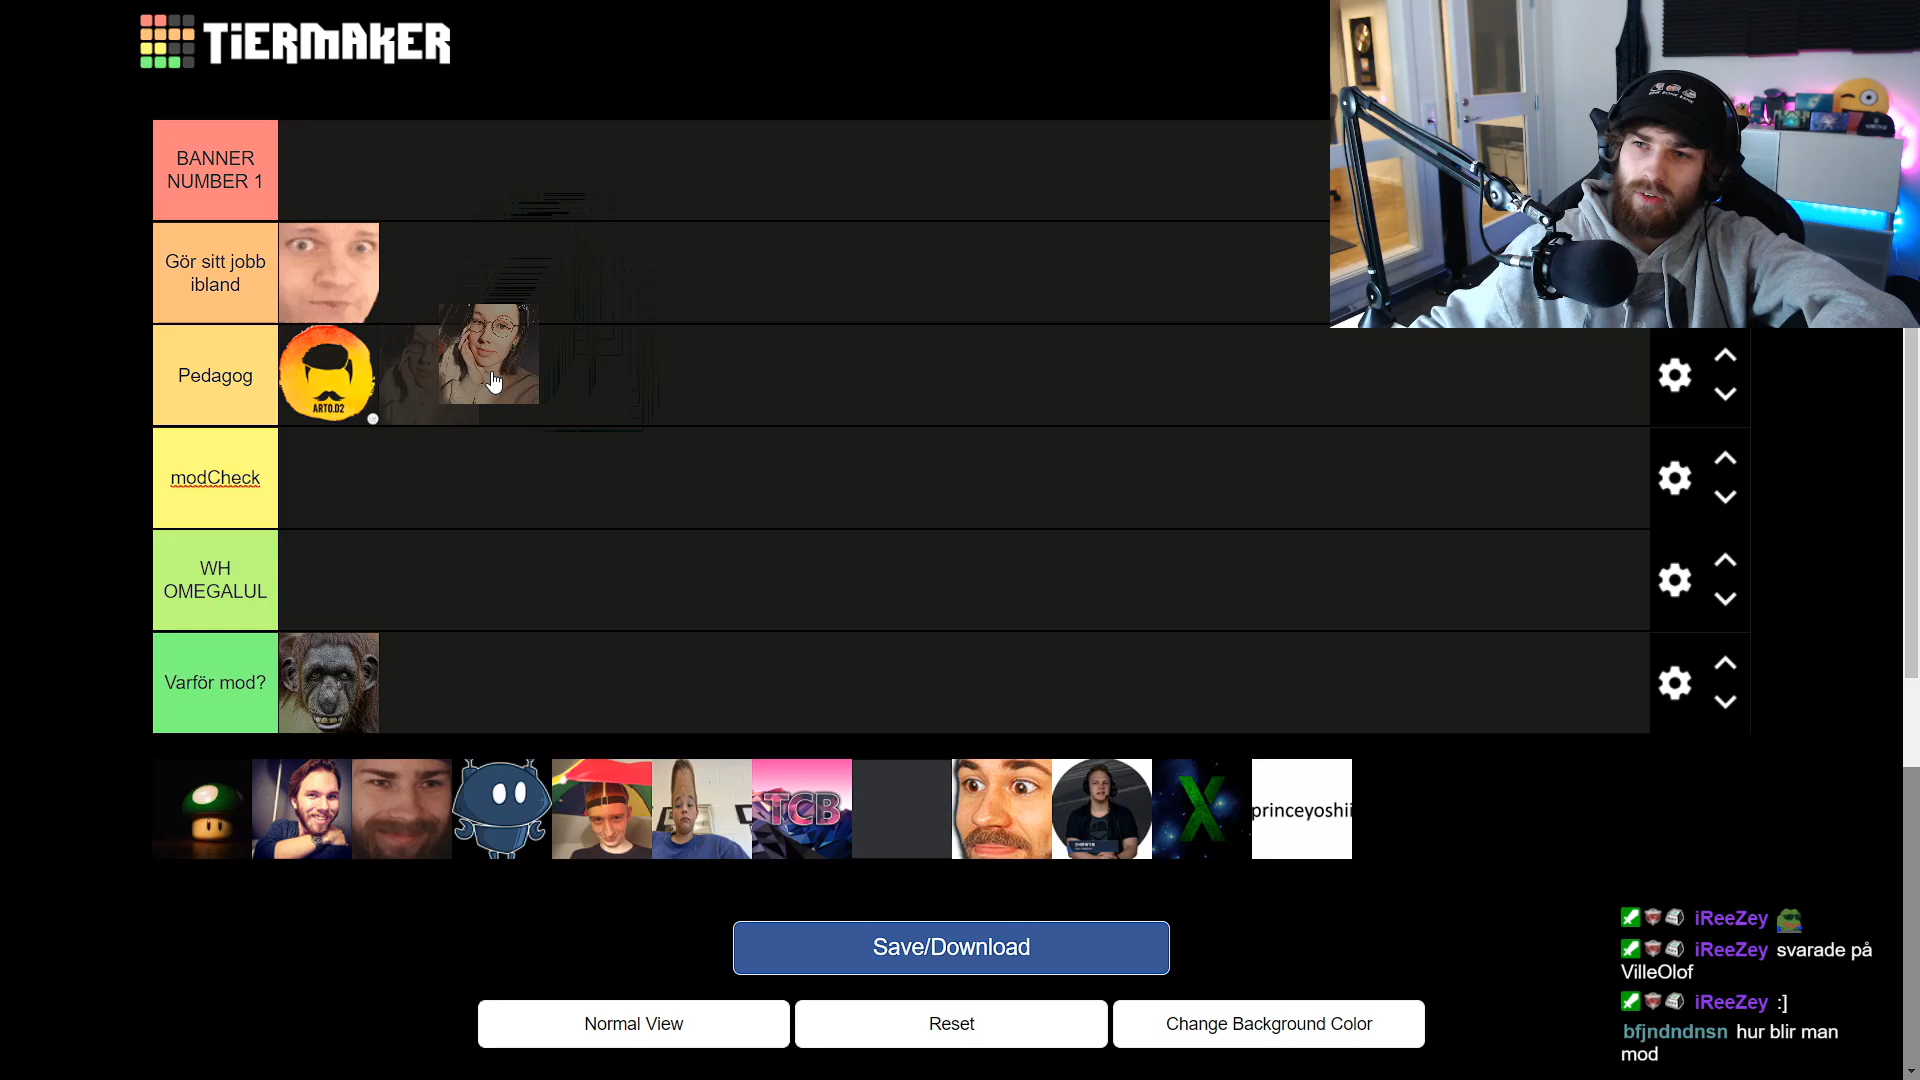 TiERMAKER
BANNER
NUMBER 1
Gör sitt jobb
ibland
Pedagog
ARTO.D2
modCheck
WH
OMEGALUL
Varför mod?
TCB
X
princeyoshii
Save/Download
Normal View
Reset
Change Background Color
iReeZey
iReeZey svarade på
VilleOlof
iReeZey :]
bfjndndnsn hur blir man
mod